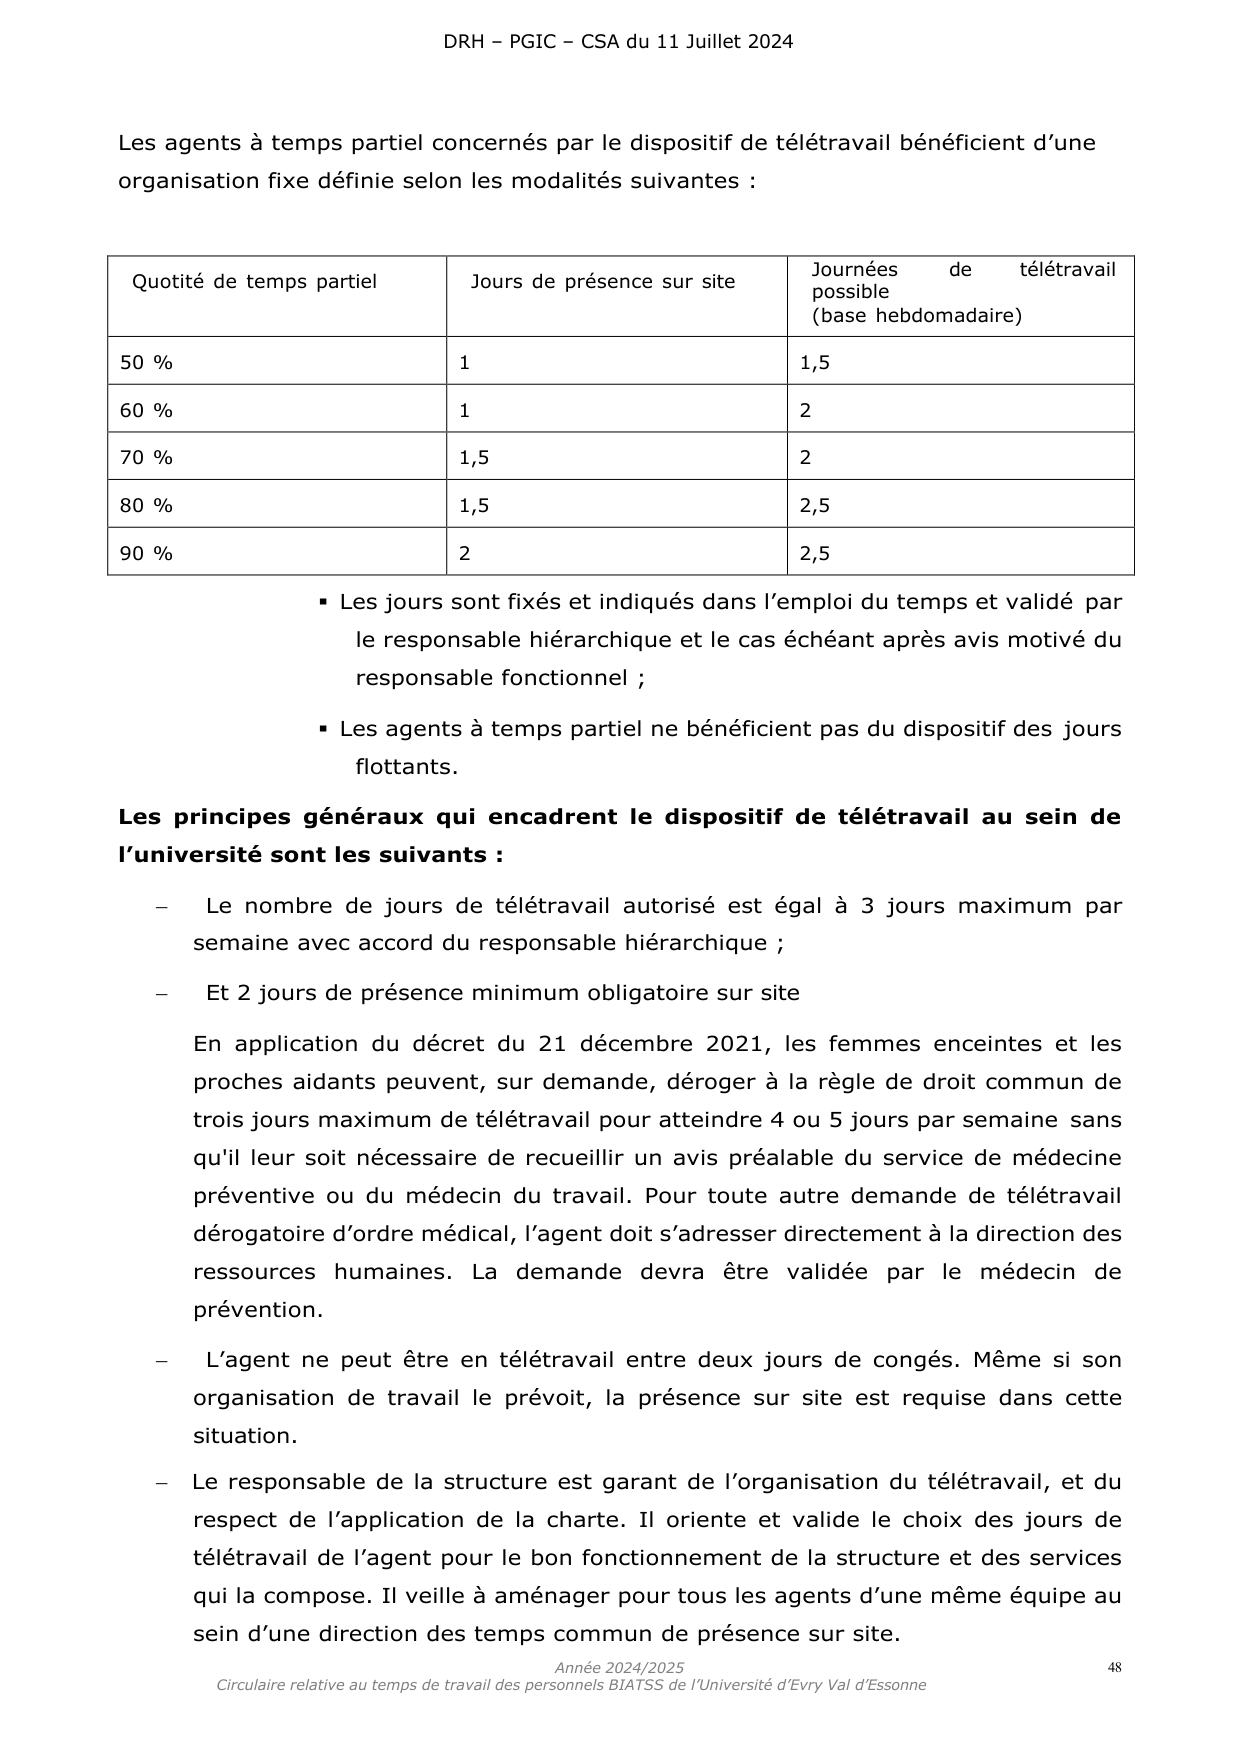 DRH – PGIC – CSA du 11 Juillet 2024
Les agents à temps partiel concernés par le dispositif de télétravail bénéficient d’une
organisation fixe définie selon les modalités suivantes :
Quotité de temps partiel
Jours de présence sur site
Journées de télétravail
possible
(base hebdomadaire)
50 %
1
1,5
60 %
1
2
70 %
1,5
2
80 %
1,5
2,5
90 %
2
2,5
▪ Les jours sont fixés et indiqués dans l’emploi du temps et validé par
le responsable hiérarchique et le cas échéant après avis motivé du
responsable fonctionnel ;
▪ Les agents à temps partiel ne bénéficient pas du dispositif des jours
flottants.
Les principes généraux qui encadrent le dispositif de télétravail au sein de
l’université sont les suivants :
– Le nombre de jours de télétravail autorisé est égal à 3 jours maximum par
semaine avec accord du responsable hiérarchique ;
– Et 2 jours de présence minimum obligatoire sur site
En application du décret du 21 décembre 2021, les femmes enceintes et les
proches aidants peuvent, sur demande, déroger à la règle de droit commun de
trois jours maximum de télétravail pour atteindre 4 ou 5 jours par semaine sans
qu'il leur soit nécessaire de recueillir un avis préalable du service de médecine
préventive ou du médecin du travail. Pour toute autre demande de télétravail
dérogatoire d’ordre médical, l’agent doit s’adresser directement à la direction des
ressources humaines. La demande devra être validée par le médecin de
prévention.
– L’agent ne peut être en télétravail entre deux jours de congés. Même si son
organisation de travail le prévoit, la présence sur site est requise dans cette
situation.
– Le responsable de la structure est garant de l’organisation du télétravail, et du
respect de l’application de la charte. Il oriente et valide le choix des jours de
télétravail de l’agent pour le bon fonctionnement de la structure et des services
qui la compose. Il veille à aménager pour tous les agents d’une même équipe au
sein d’une direction des temps commun de présence sur site.
Année 2024/2025
48
Circulaire relative au temps de travail des personnels BIATSS de l’Université d’Evry Val d’Essonne